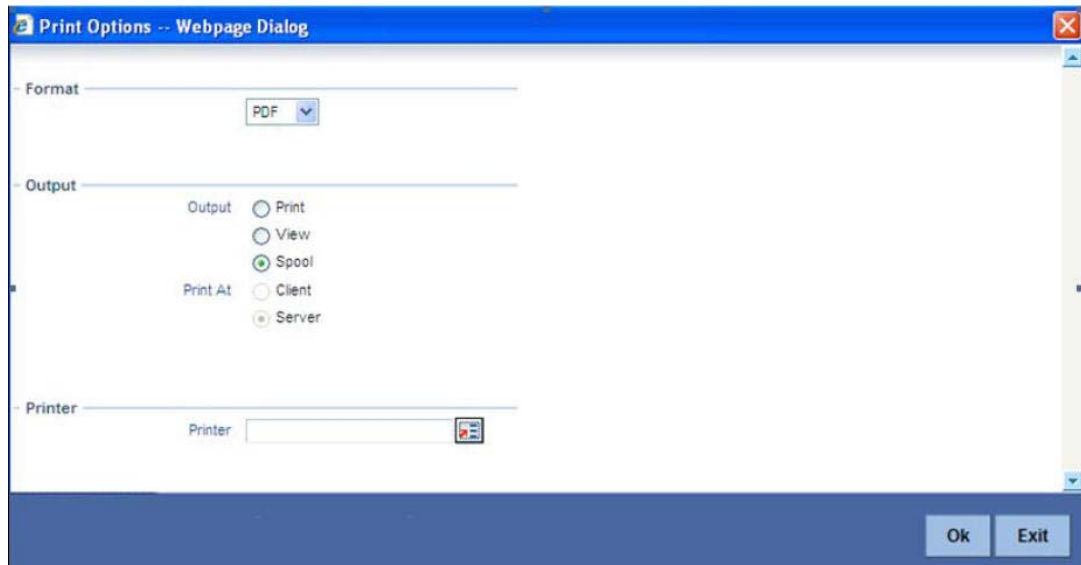 Print Options -- Webpage Dialog
Format
PDF
Output
Output Print
View
Spool
Print At Client
Server
Printer
Printer
Ok Exit